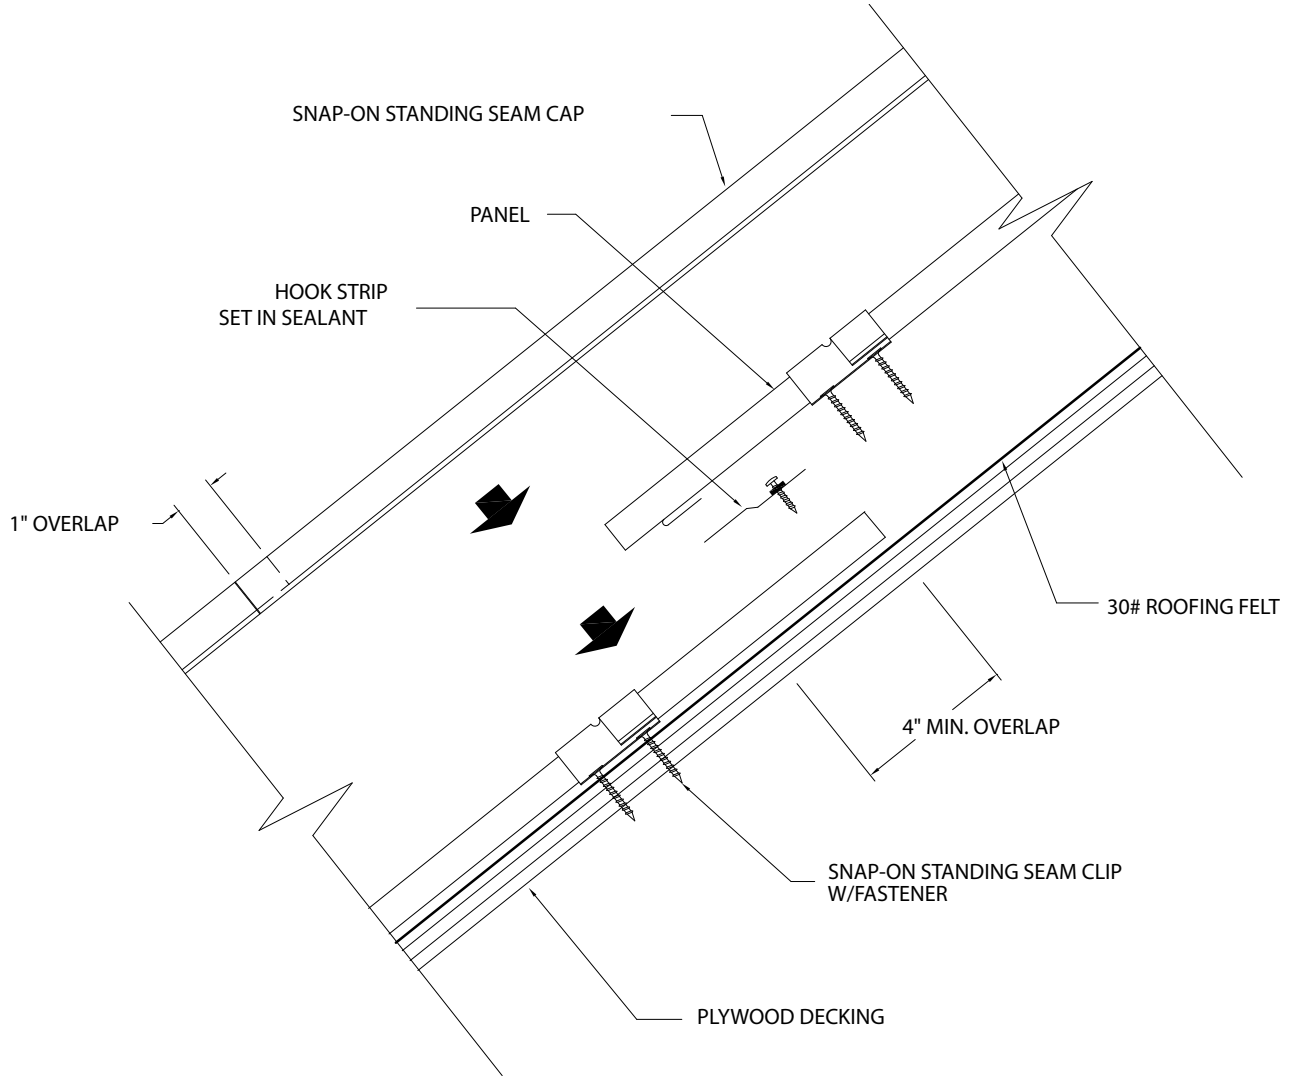 SNAP-ON STANDING SEAM CAP
PANEL
HOOK STRIP
SET IN SEALANT
1" OVERLAP
30# ROOFING FELT
4" MIN. OVERLAP
SNAP-ON STANDING SEAM CLIP
W/FASTENER
PLYWOOD DECKING